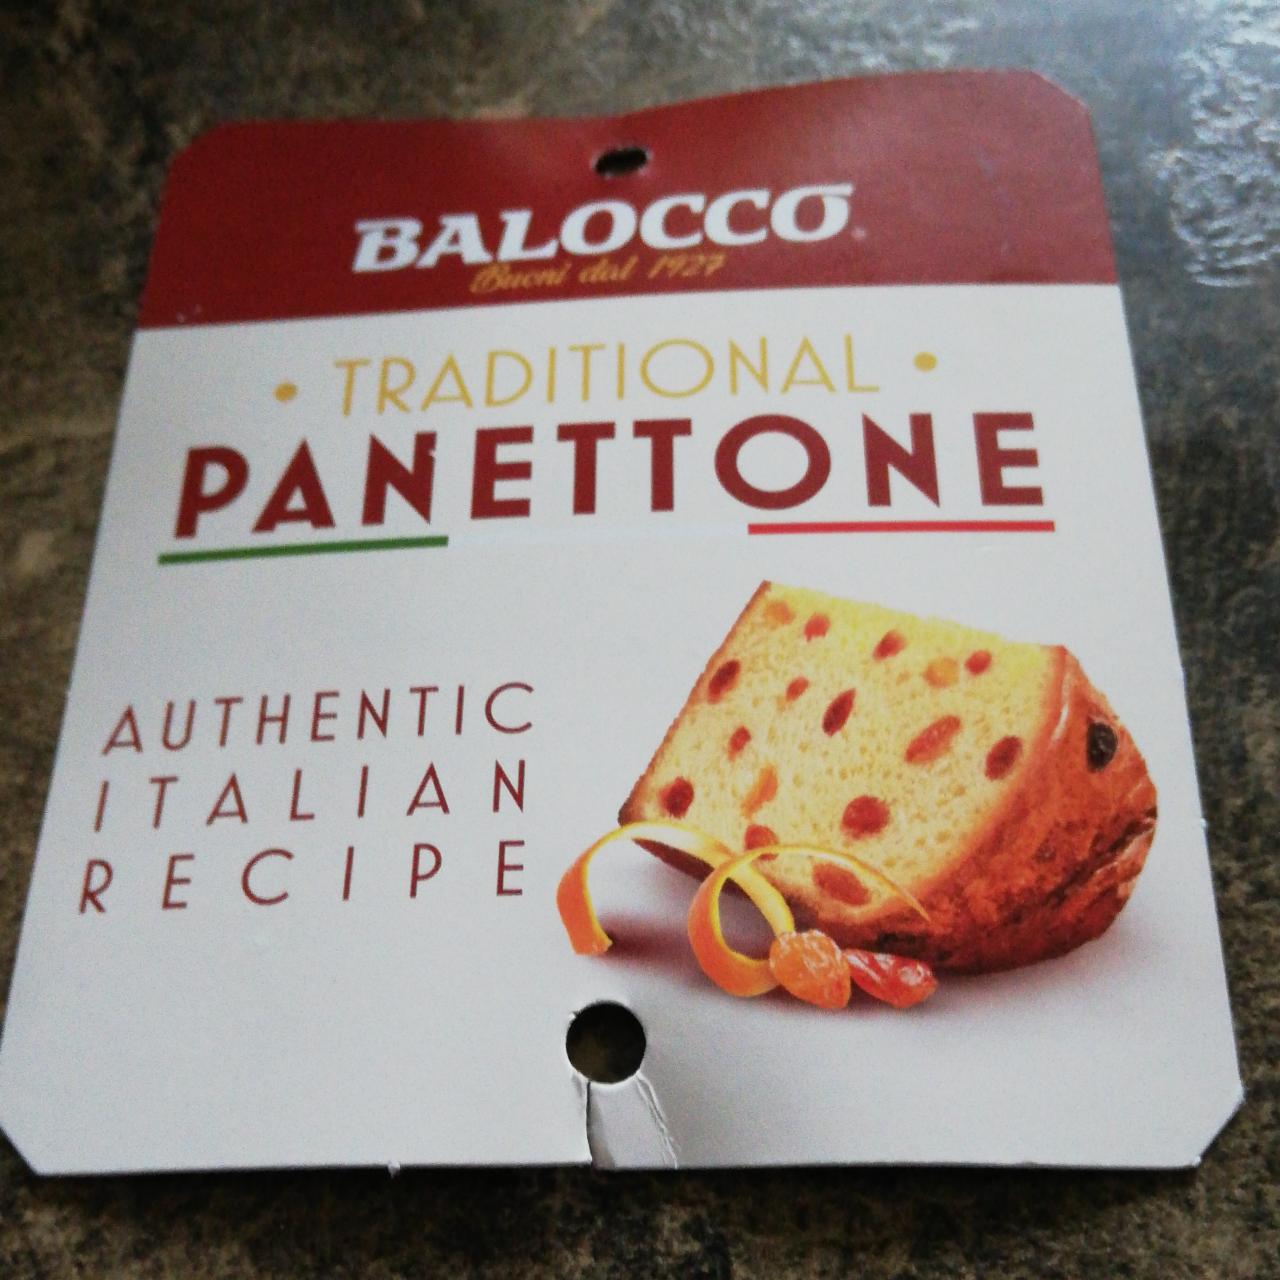 BALOCCO
Buoni dal 1927
• TRADITIONAL •
PANETTONE
AUTHENTIC
ITALIAN
RECIPE